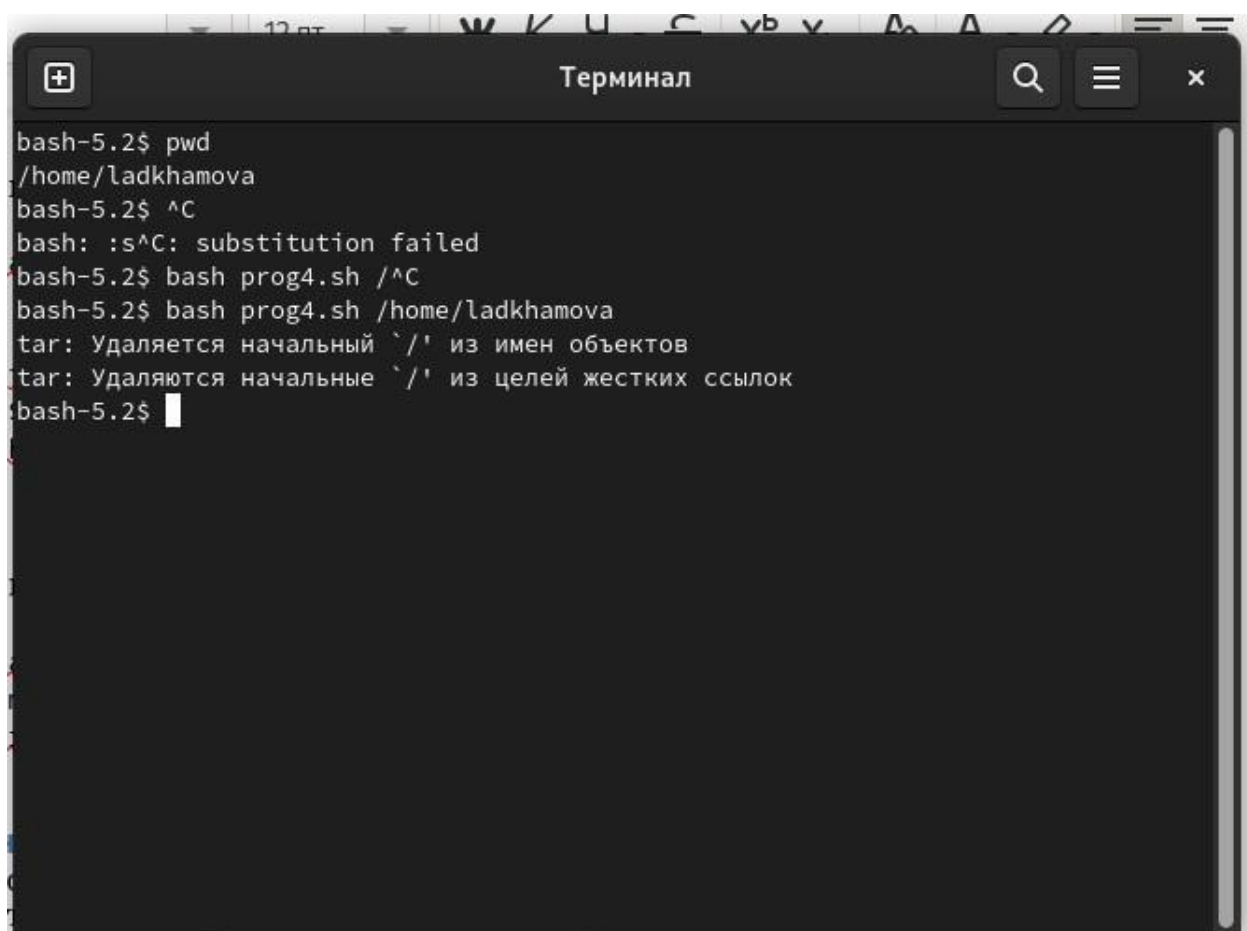 12 пт
Терминал
bash-5.2$ pwd
/home/ladkhamova
bash-5.2$ ^C
bash: :s^C: substitution failed
bash-5.2$ bash prog4.sh /^C
bash-5.2$ bash prog4.sh /home/ladkhamova
tar: Удаляется начальный `/' из имен объектов
tar: Удаляются начальные `/' из целей жестких ссылок
bash-5.2$